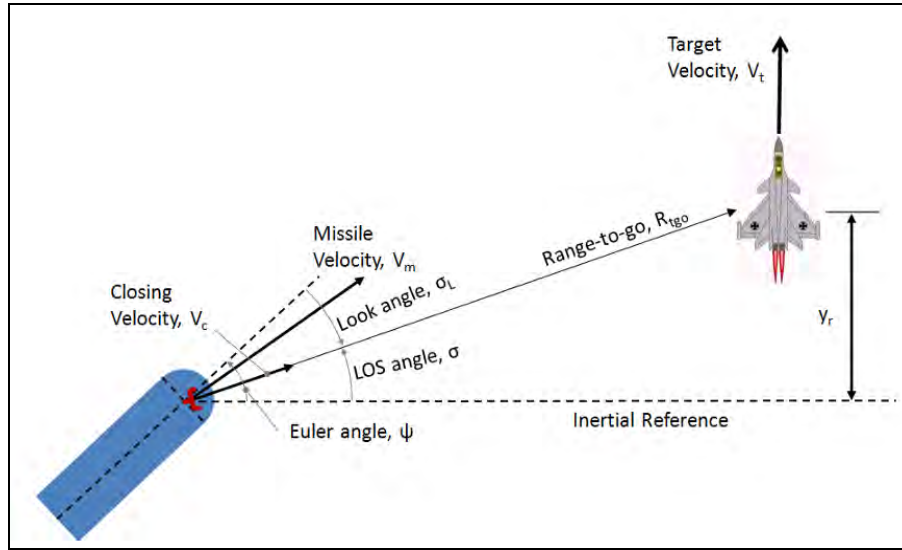 Target
Velocity, Vₜ
Missile
Velocity, Vₘ
Range-to-go, Rₜgₒ
Closing
Velocity, V꜀
Look angle, σL
LOS angle, σ
yᵣ
Inertial Reference
Euler angle, ψ